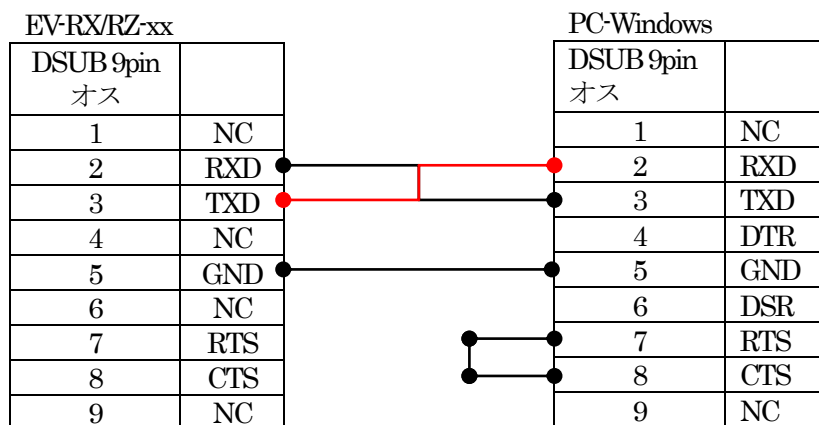 EV-RX/RZ-xx
DSUB 9pin
オス
1 NC
2 RXD
3 TXD
4 NC
5 GND
6 NC
7 RTS
8 CTS
9 NC
PC-Windows
DSUB 9pin
オス
1 NC
2 RXD
3 TXD
4 DTR
5 GND
6 DSR
7 RTS
8 CTS
9 NC